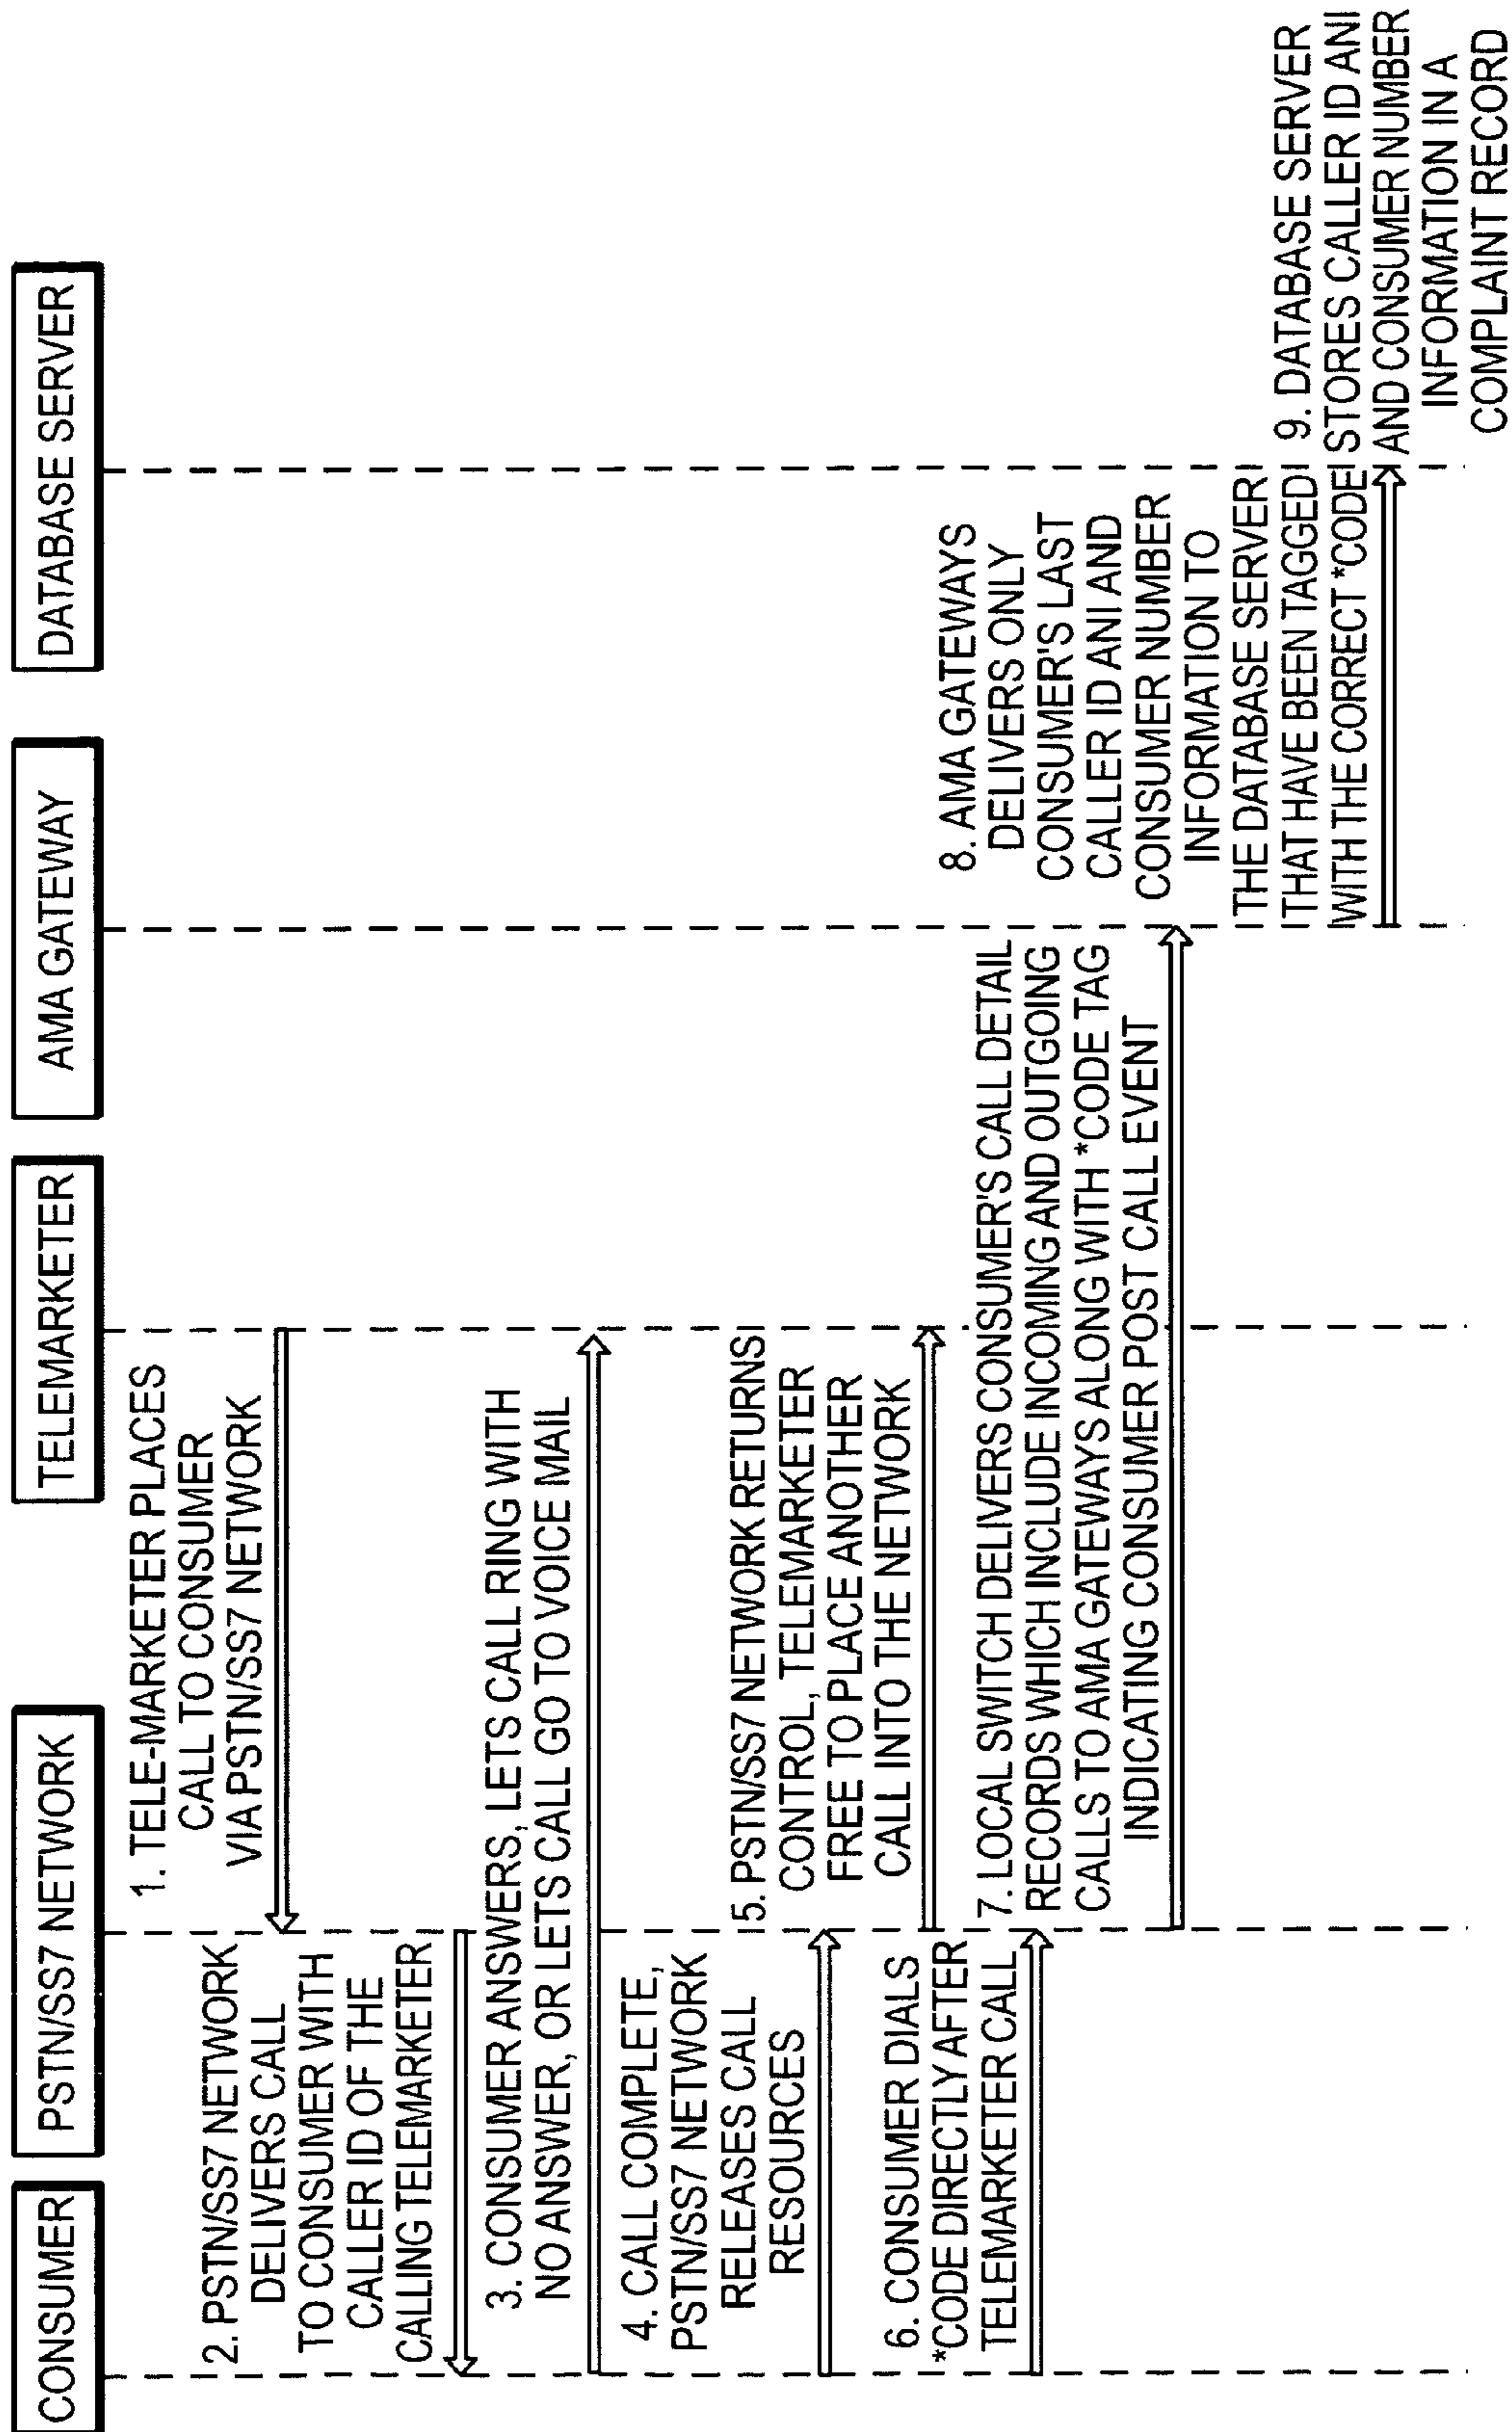 CONSUMER
PSTN/SS7 NETWORK
TELEMARKETER
AMA GATEWAY
DATABASE SERVER
1. TELE-MARKETER PLACES
CALL TO CONSUMER
VIA PSTN/SS7 NETWORK
2. PSTN/SS7 NETWORK
DELIVERS CALL
TO CONSUMER WITH
CALLER ID OF THE
CALLING TELEMARKETER
3. CONSUMER ANSWERS, LETS CALL RING WITH
NO ANSWER, OR LETS CALL GO TO VOICE MAIL
4. CALL COMPLETE,
PSTN/SS7 NETWORK
RELEASES CALL
RESOURCES
5. PSTN/SS7 NETWORK RETURNS
CONTROL, TELEMARKETER
FREE TO PLACE ANOTHER
CALL INTO THE NETWORK
6. CONSUMER DIALS
*CODE DIRECTLY AFTER
TELEMARKETER CALL
7. LOCAL SWITCH DELIVERS CONSUMER'S CALL DETAIL
RECORDS WHICH INCLUDE INCOMING AND OUTGOING
CALLS TO AMA GATEWAYS ALONG WITH *CODE TAG
INDICATING CONSUMER POST CALL EVENT
8. AMA GATEWAYS
DELIVERS ONLY
CONSUMER'S LAST
CALLER ID ANI AND
CONSUMER NUMBER
INFORMATION TO
THE DATABASE SERVER
THAT HAVE BEEN TAGGED
WITH THE CORRECT *CODE
9. DATABASE SERVER
STORES CALLER ID ANI
AND CONSUMER NUMBER
INFORMATION IN A
COMPLAINT RECORD